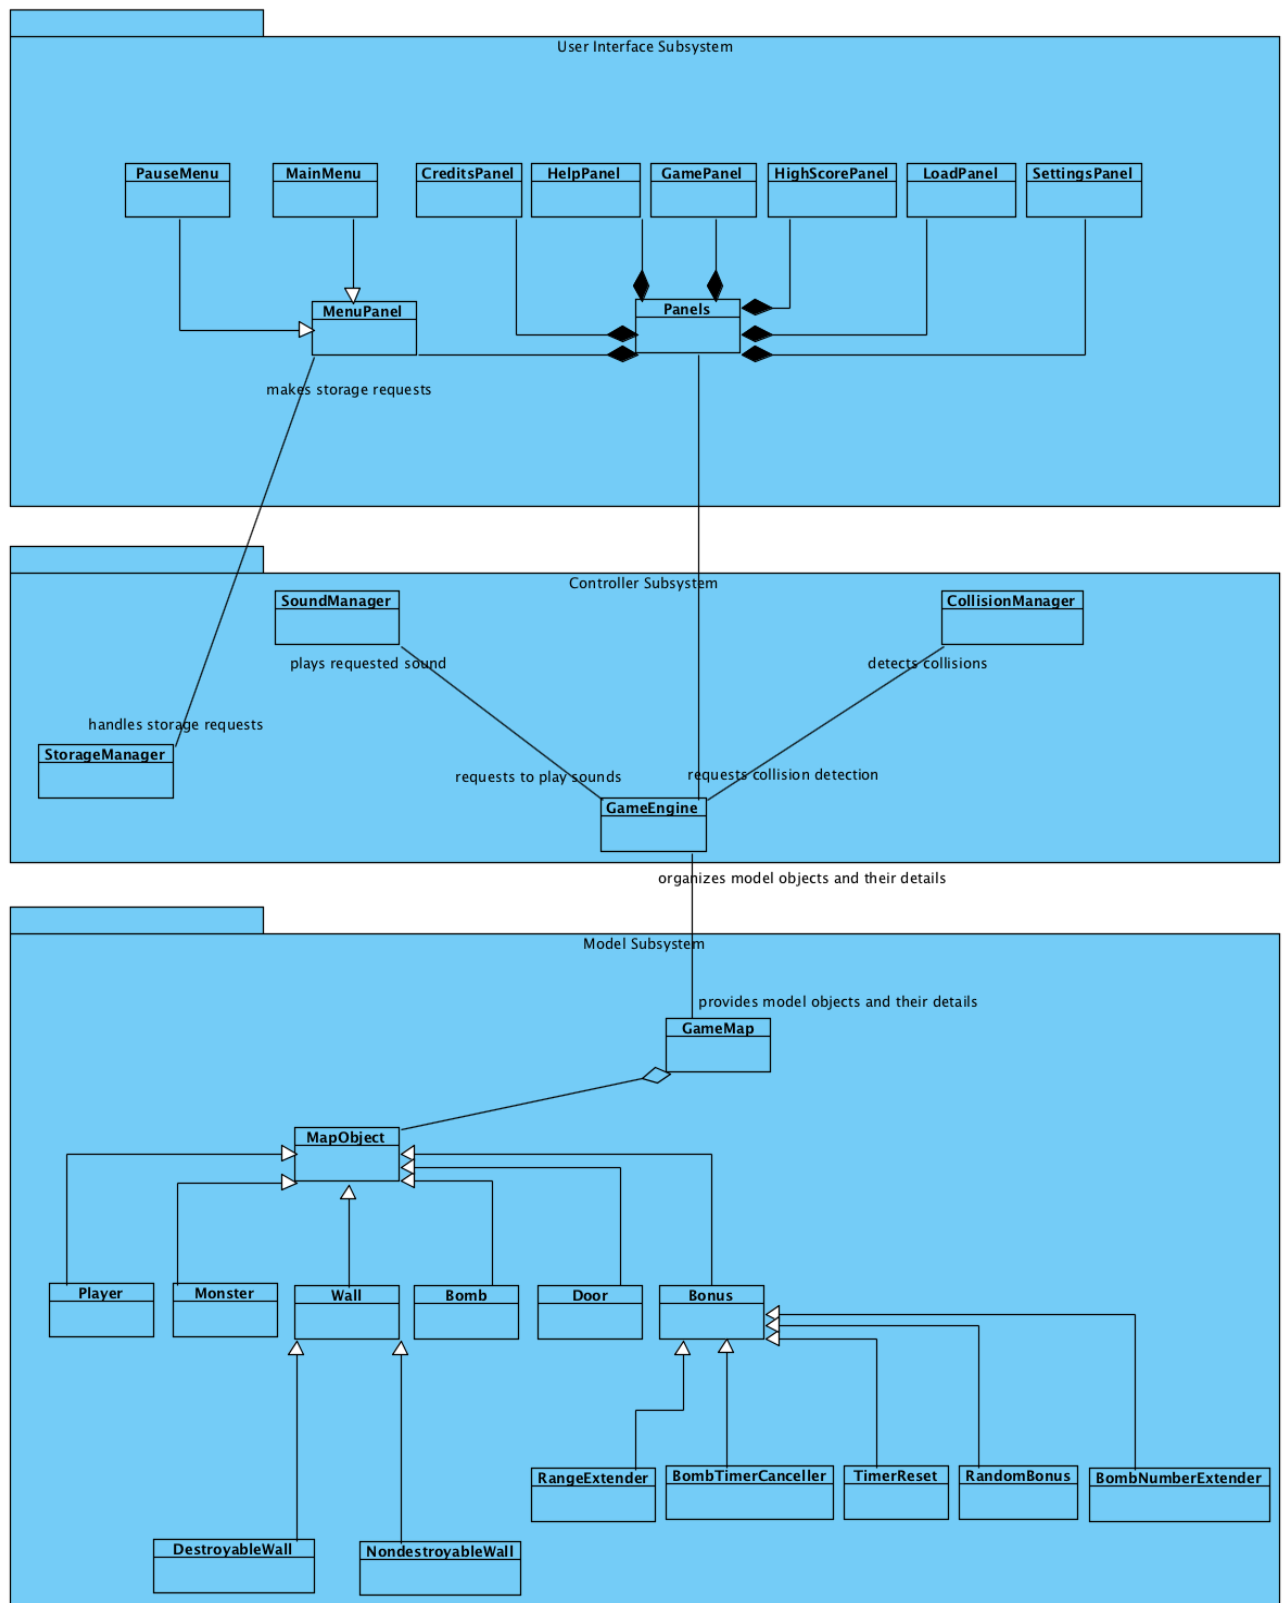 User Interface Subsystem
PauseMenu
MainMenu
CreditsPanel
HelpPanel
GamePanel
HighScorePanel
LoadPanel
SettingsPanel
MenuPanel
Panels
makes storage requests
Controller Subsystem
SoundManager
CollisionManager
plays requested sound
detects collisions
handles storage requests
StorageManager
requests to play sounds
requests collision detection
GameEngine
organizes model objects and their details
Model Subsystem
provides model objects and their details
GameMap
MapObject
Player
Monster
Wall
Bomb
Door
Bonus
RangeExtender
BombTimerCanceller
TimerReset
RandomBonus
BombNumberExtender
DestroyableWall
NondestroyableWall